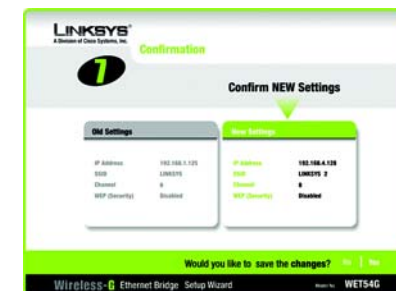 LINKSYS®
A Division of Cisco Systems, Inc.
7
Confirmation
Confirm NEW Settings
Old Settings
IP Address 192.168.1.125
SSID LINKSYS
Channel 6
WEP (Security) Disabled
New Settings
IP Address 192.168.4.128
SSID LINKSYS 2
Channel
WEP (Security) Disabled
Would you like to save the changes?
No Yes
Wireless-G Ethernet Bridge Setup Wizard
Model No. WET54G